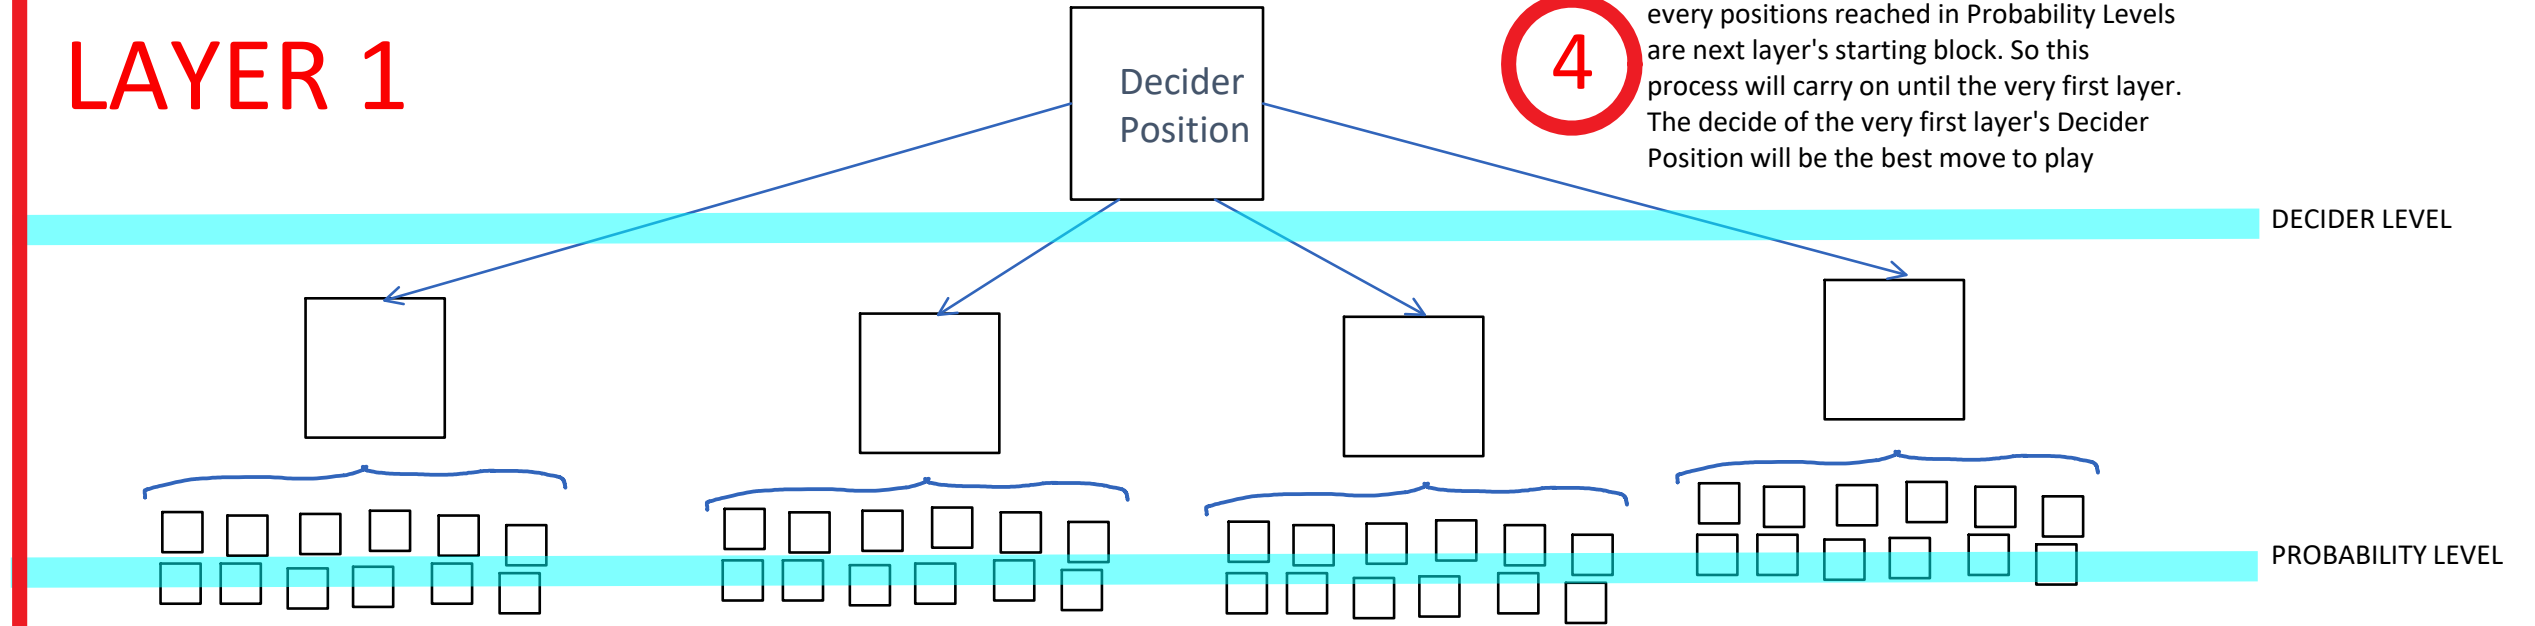 LAYER 1
Decider
Position
4
every positions reached in Probability Levels
are next layer's starting block. So this
process will carry on until the very first layer.
The decide of the very first layer's Decider
Position will be the best move to play
DECIDER LEVEL
PROBABILITY LEVEL